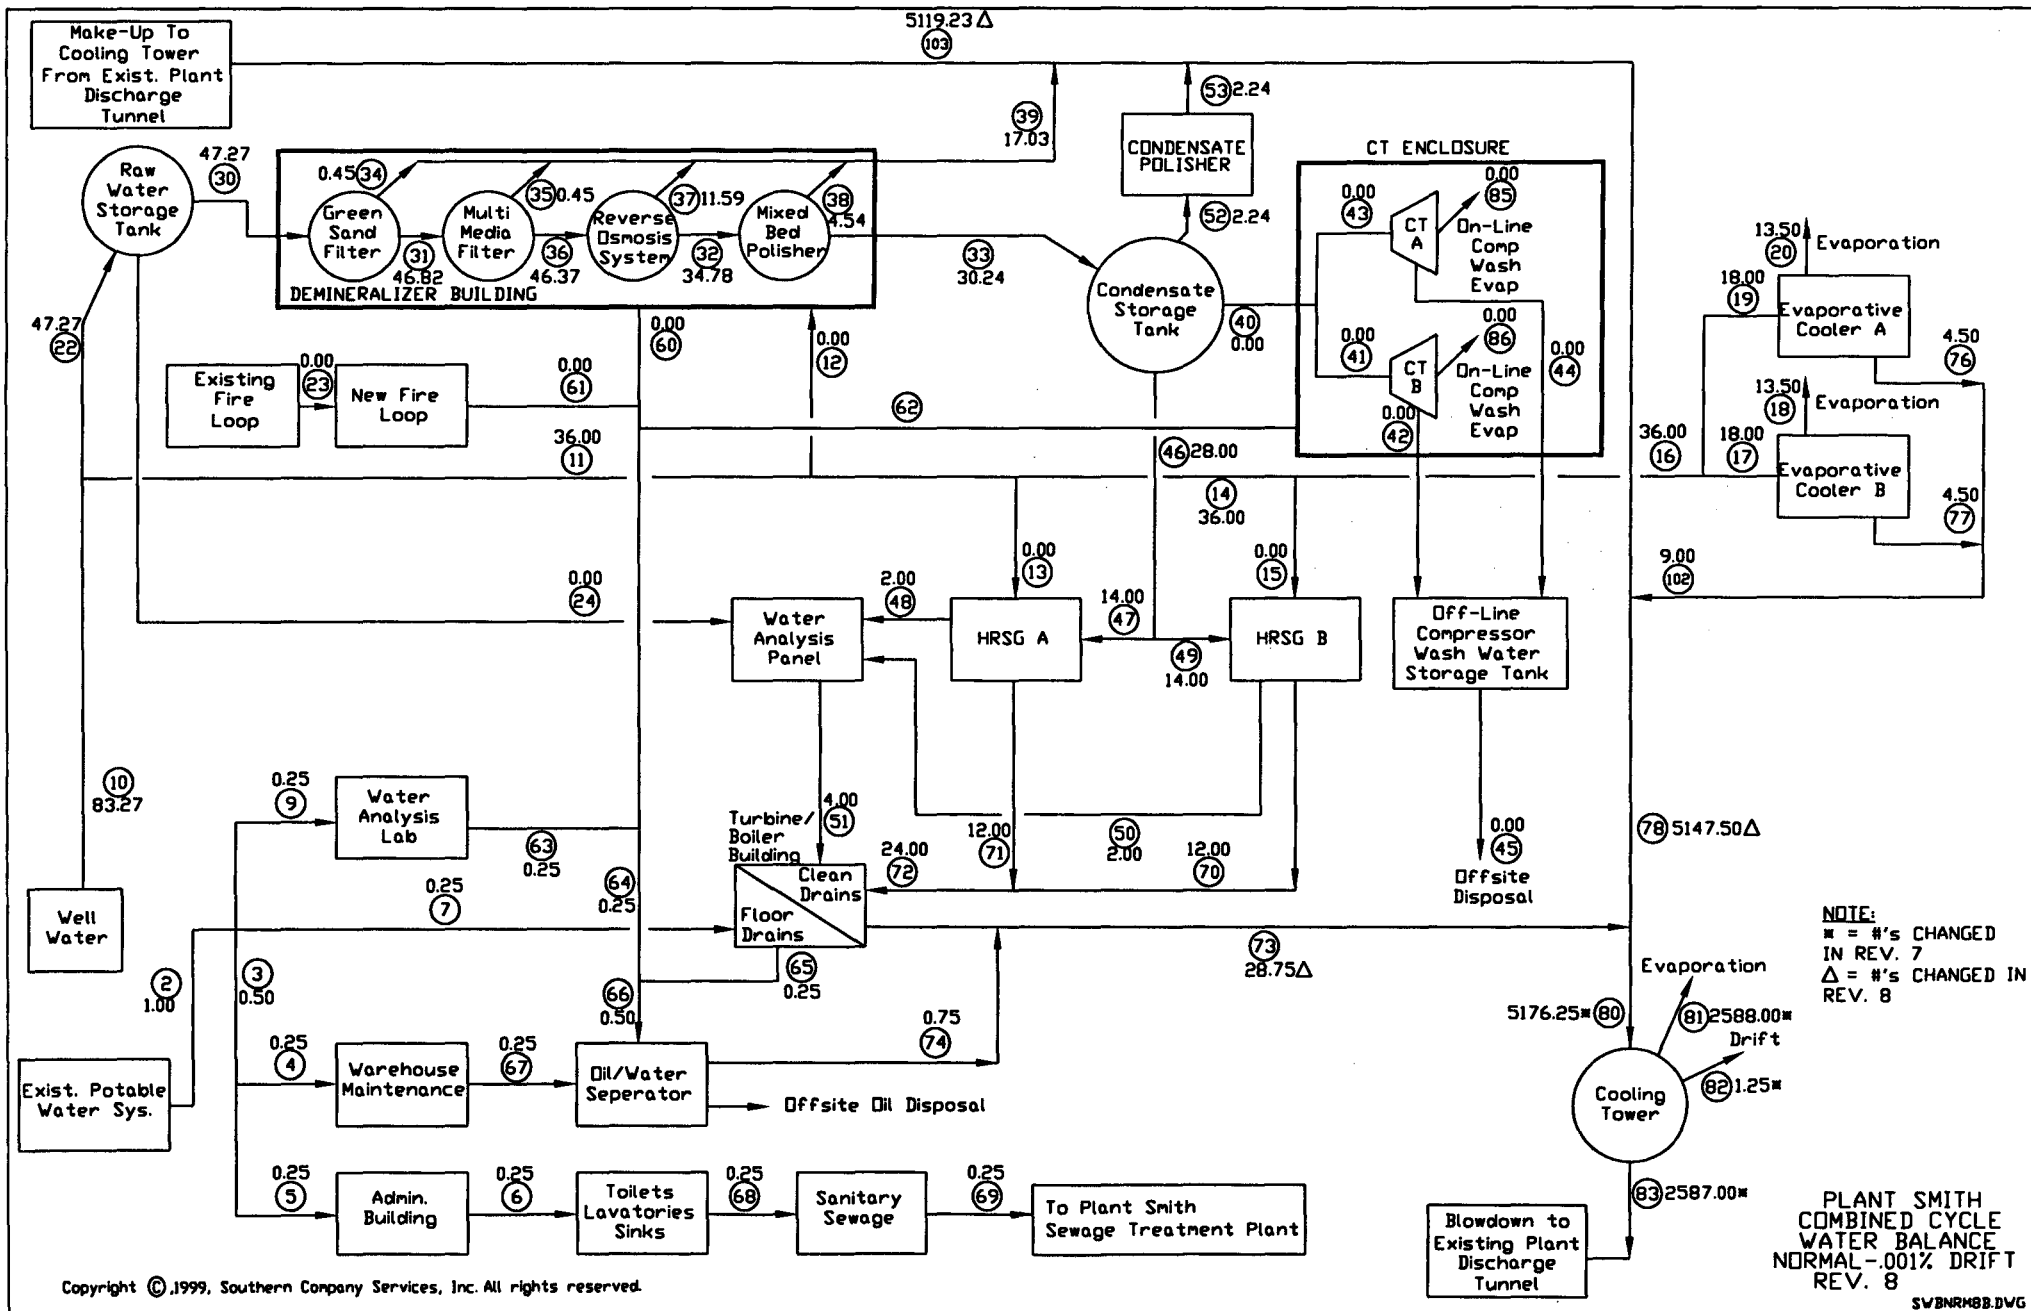 5119.23 Δ
103
Make-Up To
Cooling Tower
From Exist. Plant
Discharge
Tunnel
47.27
30
Raw
Water
Storage
Tank
0.45 34
35 0.45
37 11.59
38
4.54
Green
Sand
Filter
Multi
Media
Filter
Reverse
Osmosis
System
Mixed
Bed
Polisher
31
46.82
36
46.37
32
34.78
DEMINERALIZER BUILDING
39
17.03
33
30.24
53 2.24
CONDENSATE
POLISHER
52 2.24
Condensate
Storage
Tank
40
0.00
CT ENCLOSURE
0.00
43
CT
A
0.00
85
On-Line
Comp
Wash
Evap
0.00
41
CT
B
0.00
86
On-Line
Comp
Wash
Evap
0.00
44
0.00
42
13.50
20
Evaporation
18.00
19
Evaporative
Cooler A
4.50
76
13.50
18
Evaporation
36.00
16
18.00
17
Evaporative
Cooler B
4.50
77
9.00
102
47.27
22
Existing
Fire
Loop
0.00
23
New Fire
Loop
0.00
61
0.00
60
0.00
12
62
36.00
11
46 28.00
14
36.00
0.00
24
Water
Analysis
Panel
2.00
48
0.00
13
HRSG A
14.00
47
49
14.00
0.00
15
HRSG B
Off-Line
Compressor
Wash Water
Storage Tank
0.00
45
Offsite
Disposal
10
83.27
Well
Water
0.25
9
Water
Analysis
Lab
63
0.25
0.25
7
64
0.25
Turbine/
Boiler
Building
4.00
51
Clean
Drains
Floor
Drains
24.00
72
12.00
71
50
2.00
12.00
70
78 5147.50Δ
73
28.75Δ
65
0.25
66
0.50
2
1.00
3
0.50
Exist. Potable
Water Sys.
0.25
4
Warehouse
Maintenance
0.25
67
Oil/Water
Seperator
0.75
74
Offsite Oil Disposal
0.25
5
Admin.
Building
0.25
6
Toilets
Lavatories
Sinks
0.25
68
Sanitary
Sewage
0.25
69
To Plant Smith
Sewage Treatment Plant
NOTE:
* = #'s CHANGED
IN REV. 7
Δ = #'s CHANGED IN
REV. 8
5176.25* 80
Evaporation
81 2588.00*
Drift
82 1.25*
Cooling
Tower
83 2587.00*
Blowdown to
Existing Plant
Discharge
Tunnel
PLANT SMITH
COMBINED CYCLE
WATER BALANCE
NORMAL-.001% DRIFT
REV. 8
SWBNRM8B.DWG
Copyright ©,1999, Southern Company Services, Inc. All rights reserved.